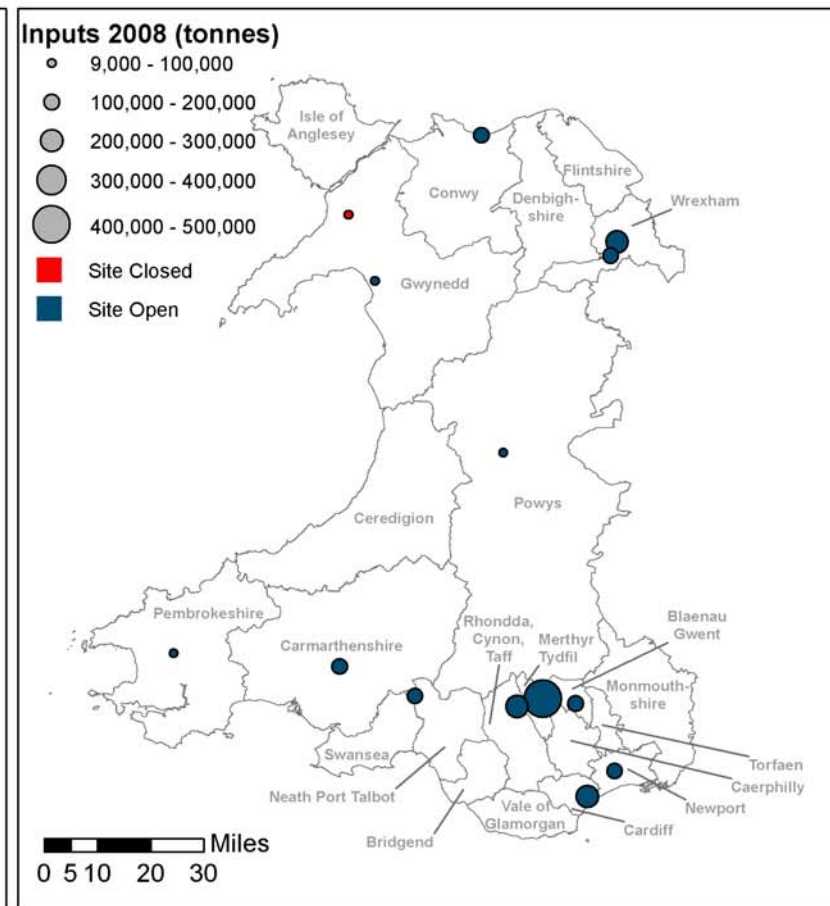 Inputs 2008 (tonnes)
9,000 - 100,000
100,000 - 200,000
200,000 - 300,000
300,000 - 400,000
400,000 - 500,000
Site Closed
Site Open
Isle of
Anglesey
Conwy
Denbigh-
shire
Flintshire
Wrexham
Gwynedd
Powys
Ceredigion
Pembrokeshire
Carmarthenshire
Rhondda,
Cynon,
Taff
Merthyr
Tydfil
Blaenau
Gwent
Monmouth-
shire
Swansea
Neath Port Talbot
Bridgend
Vale of
Glamorgan
Cardiff
Newport
Caerphilly
Torfaen
Miles
0 5 10 20 30